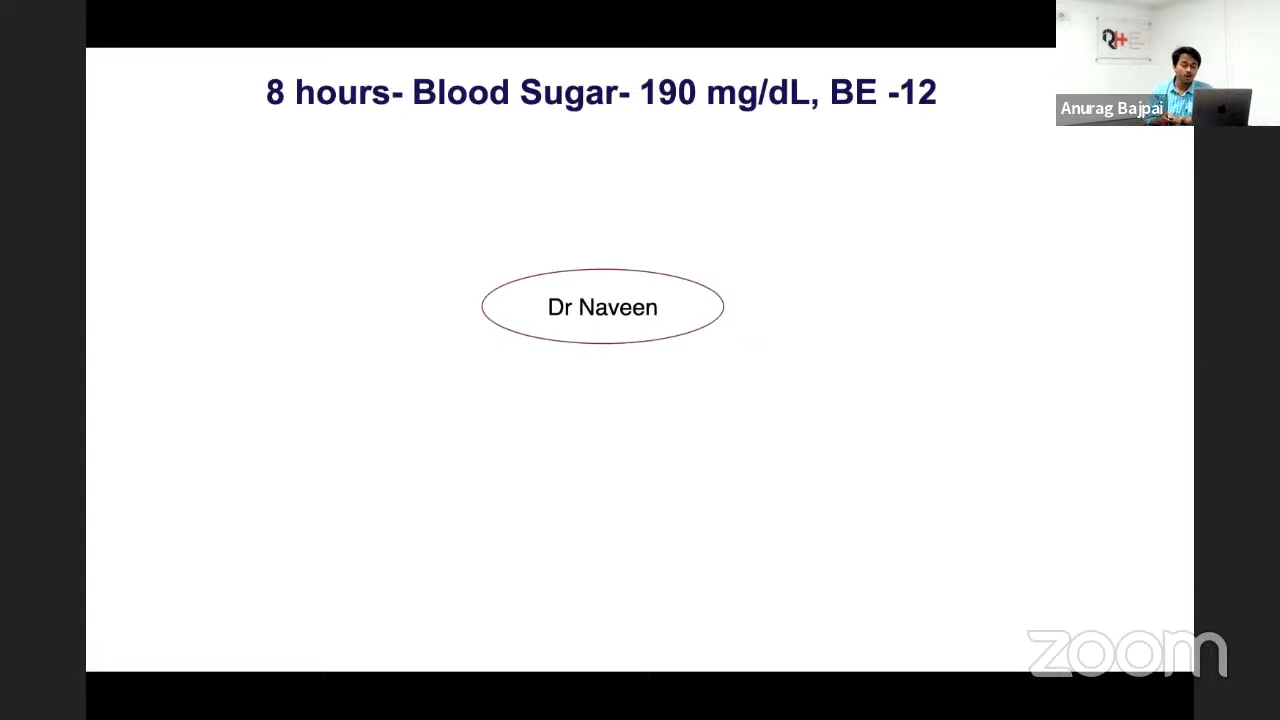 8 hours- Blood Sugar- 190 mg/dL, BE -12
Anurag Bajpai
Dr Naveen
zoom